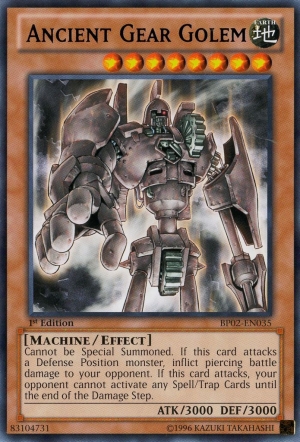 ANCIENT GEAR GOLEM
EARTH
地
1st Edition
BP02-EN035
[MACHINE / EFFECT]
Cannot be Special Summoned. If this card attacks
a Defense Position monster, inflict piercing battle
damage to your opponent. If this card attacks, your
opponent cannot activate any Spell/Trap Cards until
the end of the Damage Step.
ATK/3000 DEF/3000
83104731
©1996 KAZUKI TAKAHASHI